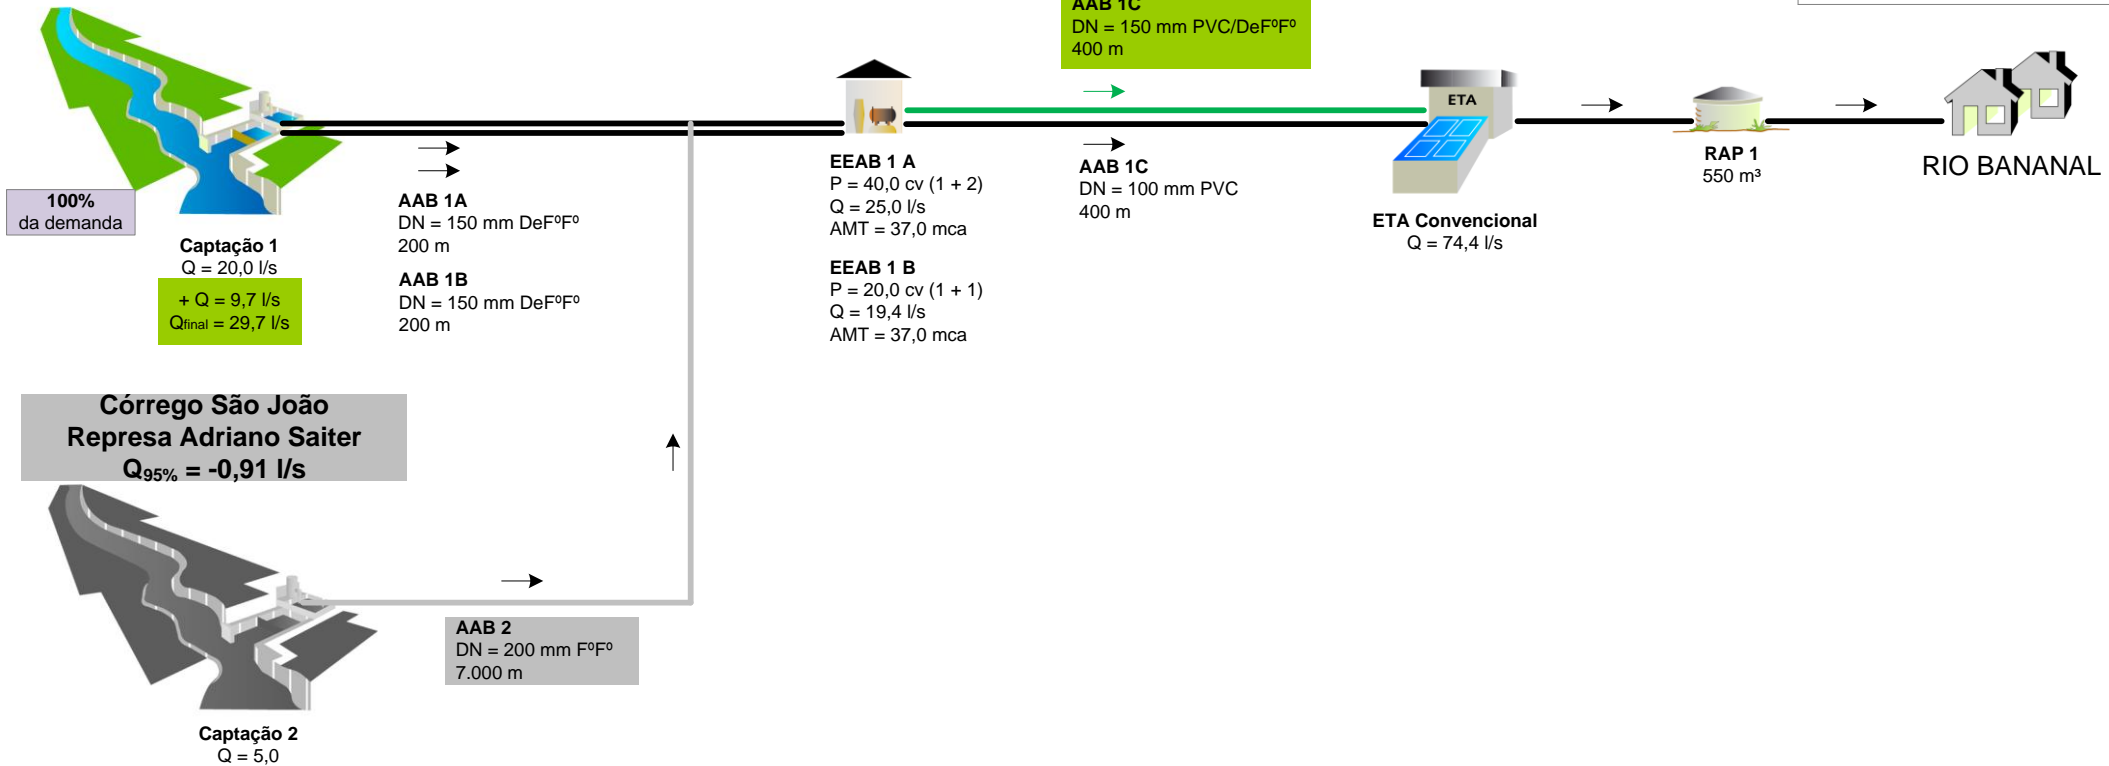 AAB 1C
DN = 150 mm PVC/DeFºFº
400 m
ETA
100%
da demanda
Captação 1
Q = 20,0 l/s
+ Q = 9,7 l/s
Qfinal = 29,7 l/s
AAB 1A
DN = 150 mm DeFºFº
200 m
AAB 1B
DN = 150 mm DeFºFº
200 m
EEAB 1 A
P = 40,0 cv (1 + 2)
Q = 25,0 l/s
AMT = 37,0 mca
EEAB 1 B
P = 20,0 cv (1 + 1)
Q = 19,4 l/s
AMT = 37,0 mca
AAB 1C
DN = 100 mm PVC
400 m
ETA Convencional
Q = 74,4 l/s
RAP 1
550 m³
RIO BANANAL
Córrego São João
Represa Adriano Saiter
Q95% = -0,91 l/s
AAB 2
DN = 200 mm FºFº
7.000 m
Captação 2
Q = 5,0